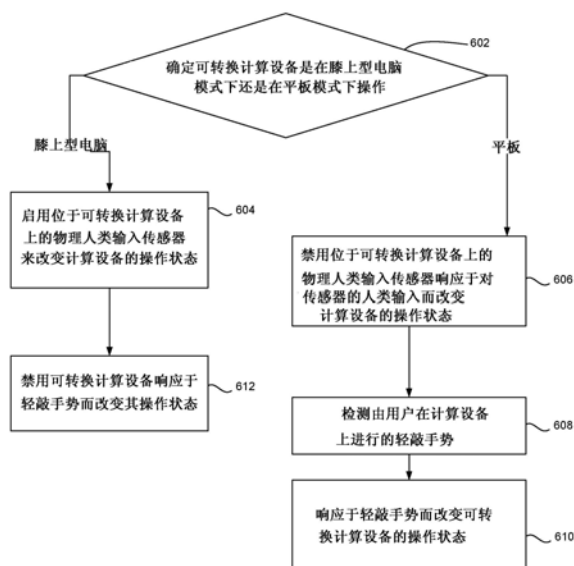 602
确定可转换计算设备是在膝上型电脑
模式下还是在平板模式下操作
膝上型电脑
平板
启用位于可转换计算设备
上的物理人类输入传感器
来改变计算设备的操作状态
604
禁用位于可转换计算设备上的
物理人类输入传感器响应于对
传感器的人类输入而改变
计算设备的操作状态
606
禁用可转换计算设备响应于
轻敲手势而改变其操作状态
612
检测由用户在计算设备
上进行的轻敲手势
608
响应于轻敲手势而改变可转
换计算设备的操作状态
610